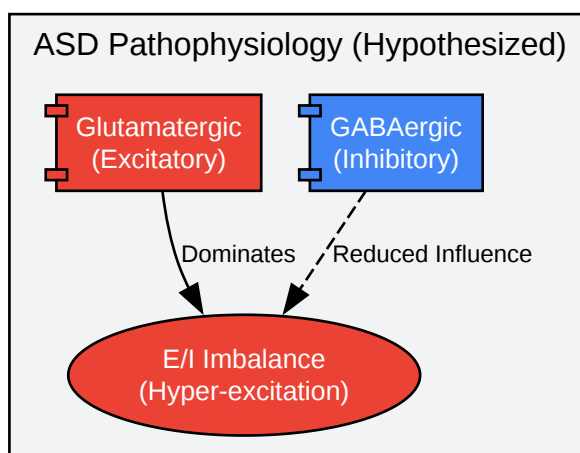 ASD Pathophysiology (Hypothesized)
Glutamatergic
(Excitatory)
GABAergic
(Inhibitory)
Dominates
Reduced Influence
E/I Imbalance
(Hyper-excitation)